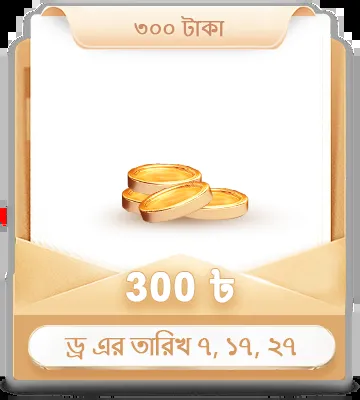 ৩০০ টাকা
300 ৳
ড্র এর তারিখ ৭, ১৭, ২৭